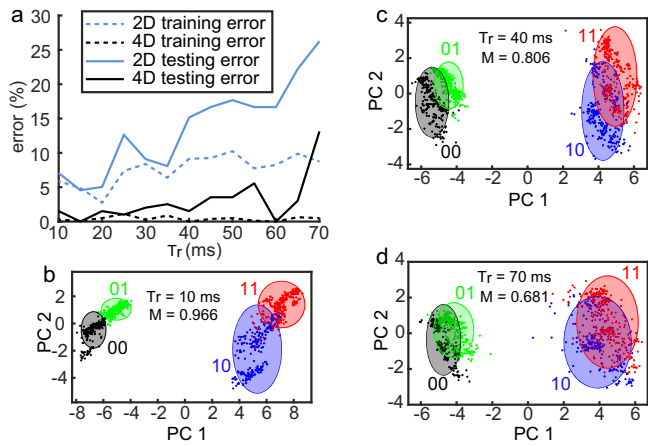 a
30
25
20
15
10
5
0
error (%)
2D training error
4D training error
2D testing error
4D testing error
10 20 30 40 50 60 70
Tr (ms)
b
2
0
-2
-4
PC 2
01
00
11
10
Tr = 10 ms
M = 0.966
-8 -6 -4 -2 0 2 4 6 8
PC 1
c
4
2
0
-2
-4
PC 2
01
00
11
10
Tr = 40 ms
M = 0.806
-6 -4 -2 0 2 4 6
PC 1
d
4
2
0
-2
-4
PC 2
01
00
11
10
Tr = 70 ms
M = 0.681
-6 -4 -2 0 2 4 6
PC 1